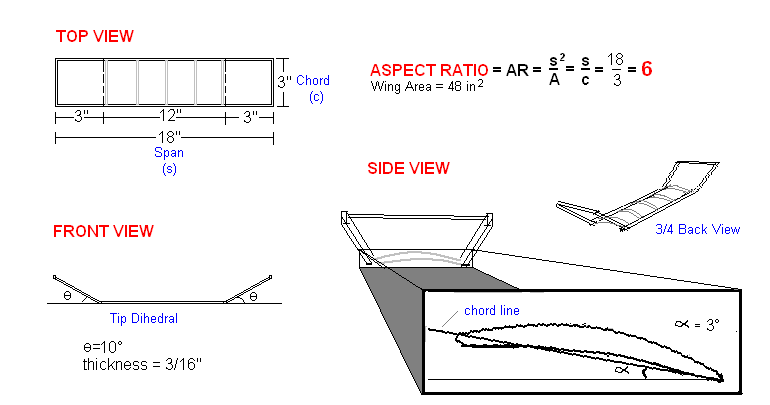 TOP VIEW
3" Chord
(c)
3" 12" 3"
18"
Span
(s)
ASPECT RATIO = AR = s²/A = s/c = 18/3 = 6
Wing Area = 48 in²
SIDE VIEW
3/4 Back View
FRONT VIEW
θ θ
Tip Dihedral
θ=10°
thickness = 3/16"
chord line
α = 3°
α